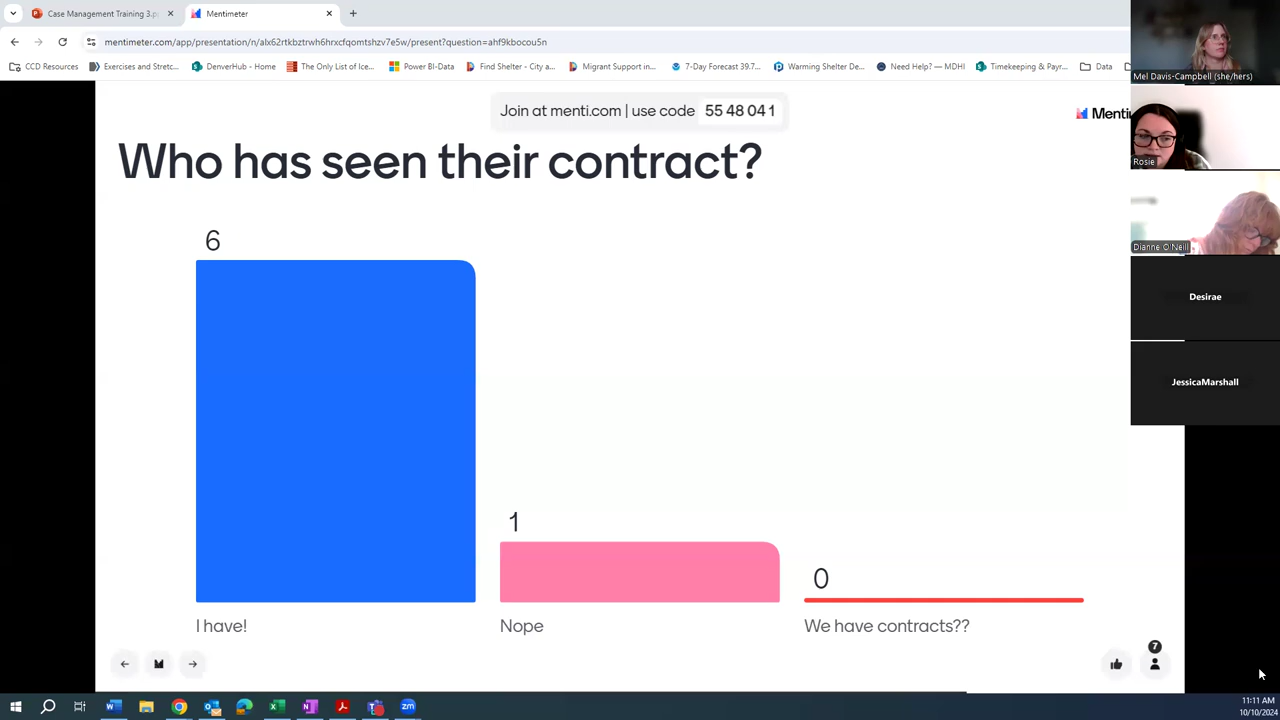 Case Management Training 3.p
Mentimeter
mentimeter.com/app/presentation/n/alx62rtkbztrwh6hrxcfqomtshzv7e5w/present?question=ahf9kbocou5n
CCD Resources
Exercises and Stretc...
DenverHub - Home
The Only List of Ice...
Power BI-Data
Find Shelter - City a...
Migrant Support in...
7-Day Forecast 39.7...
Warming Shelter De...
Need Help? — MDHI
Timekeeping & Payr...
Data
Mel Davis-Campbell (she/hers)
Join at menti.com | use code 55 48 04 1
Menti
Who has seen their contract?
Rosie
Dianne O'Neill
Desirae
JessicaMarshall
6
1
0
I have!
Nope
We have contracts??
7
11:11 AM
10/10/2024